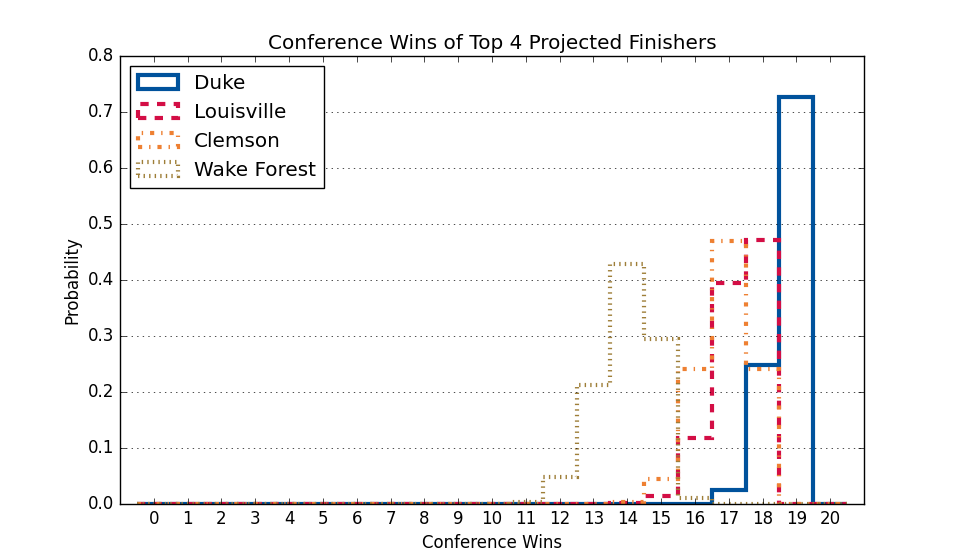 Conference Wins of Top 4 Projected Finishers
Duke
Louisville
Clemson
Wake Forest
0.8
0.7
0.6
0.5
0.4
0.3
0.2
0.1
0.0
Probability
0 1 2 3 4 5 6 7 8 9 10 11 12 13 14 15 16 17 18 19 20
Conference Wins